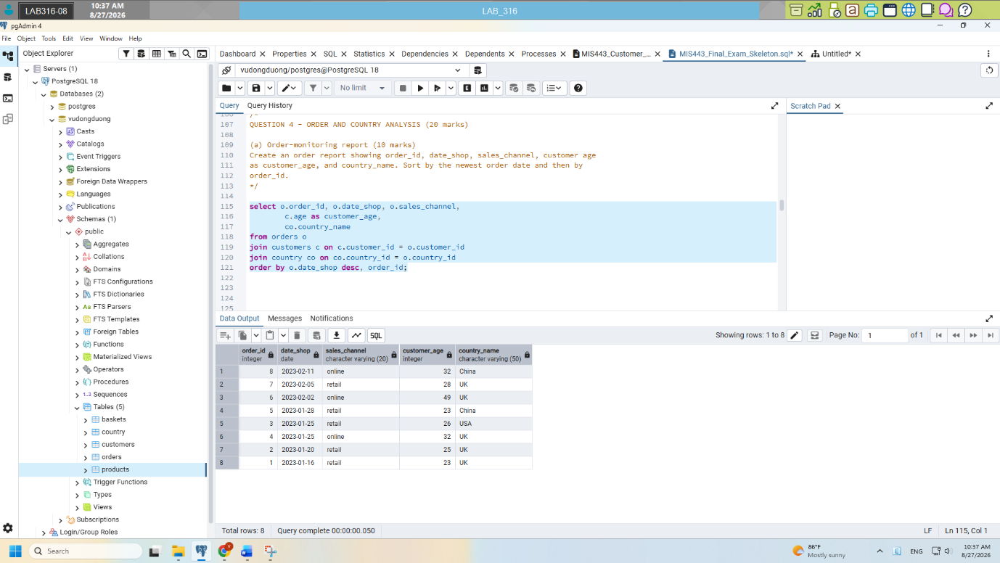 LAB316-08
10:37 AM
8/27/2026
LAB_316
pgAdmin 4
File Object Tools Edit View Window Help
Object Explorer
Dashboard
Properties
SQL
Statistics
Dependencies
Dependents
Processes
MIS443_Customer_...
MIS443_Final_Exam_Skeleton.sql*
Untitled*
Servers (1)
PostgreSQL 18
Databases (2)
postgres
vudongduong
Casts
Catalogs
Event Triggers
Extensions
Foreign Data Wrappers
Languages
Publications
Schemas (1)
public
Aggregates
Collations
Domains
FTS Configurations
FTS Dictionaries
FTS Parsers
FTS Templates
Foreign Tables
Functions
Materialized Views
Operators
Procedures
1..3 Sequences
Tables (5)
baskets
country
customers
orders
products
Trigger Functions
Types
Views
Subscriptions
Login/Group Roles
vudongduong/postgres@PostgreSQL 18
No limit
E
Query
Query History
Scratch Pad
106 /*
107 QUESTION 4 - ORDER AND COUNTRY ANALYSIS (20 marks)
108
109 (a) Order-monitoring report (10 marks)
110 Create an order report showing order_id, date_shop, sales_channel, customer age
111 as customer_age, and country_name. Sort by the newest order date and then by
112 order_id.
113 */
114
115 select o.order_id, o.date_shop, o.sales_channel,
116 c.age as customer_age,
117 co.country_name
118 from orders o
119 join customers c on c.customer_id = o.customer_id
120 join country co on co.country_id = o.country_id
121 order by o.date_shop desc, order_id;
122
123
124
125
Data Output Messages Notifications
SQL
Showing rows: 1 to 8
Page No: 1 of 1
order_id date_shop sales_channel customer_age country_name
integer date character varying (20) integer character varying (50)
1 8 2023-02-11 online 32 China
2 7 2023-02-05 retail 28 UK
3 6 2023-02-02 online 49 UK
4 5 2023-01-28 retail 23 China
5 3 2023-01-25 retail 26 USA
6 4 2023-01-25 online 32 UK
7 2 2023-01-20 retail 25 UK
8 1 2023-01-16 retail 23 UK
Total rows: 8
Query complete 00:00:00.050
LF
Ln 115, Col 1
Search
V
86°F
Mostly sunny
ENG
10:37 AM
8/27/2026